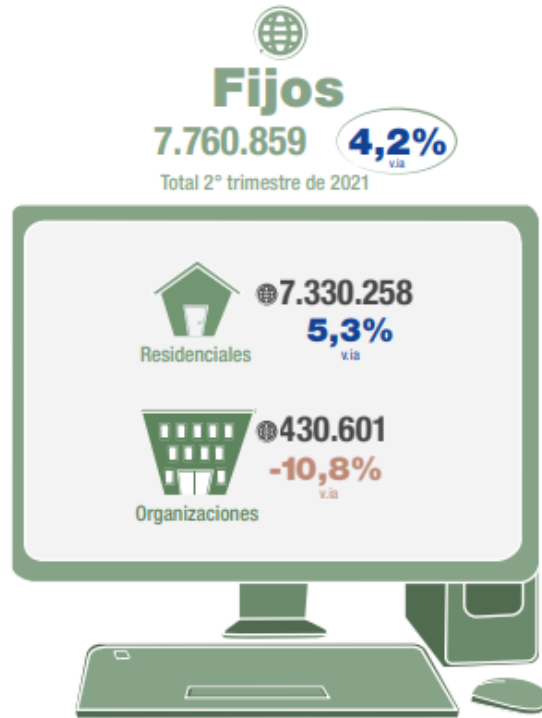 Fijos
7.760.859 4,2%
v.ia
Total 2° trimestre de 2021
7.330.258
5,3%
v.ia
Residenciales
430.601
-10,8%
v.ia
Organizaciones